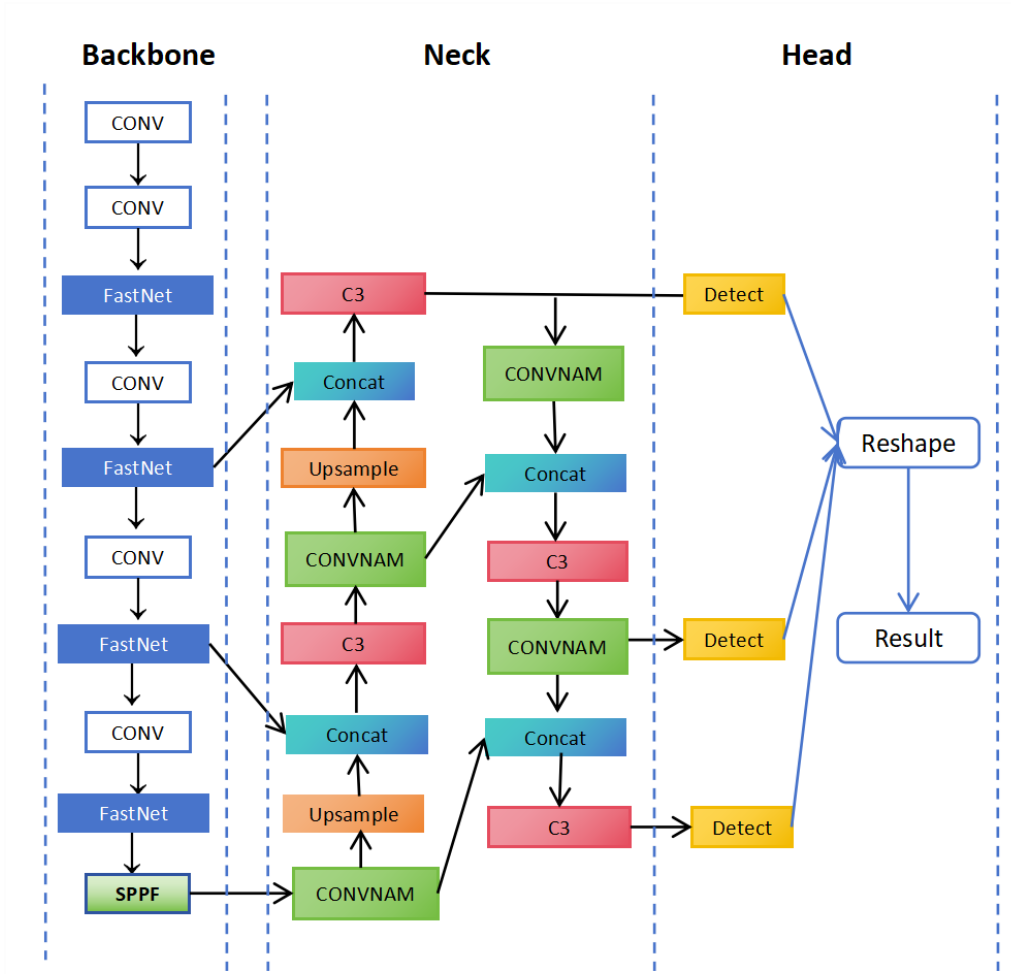 Backbone
Neck
Head
CONV
CONV
FastNet
CONV
FastNet
CONV
FastNet
CONV
FastNet
SPPF
C3
Concat
Upsample
CONVNAM
C3
Concat
Upsample
CONVNAM
CONVNAM
Concat
C3
CONVNAM
Concat
C3
Detect
Detect
Detect
Reshape
Result